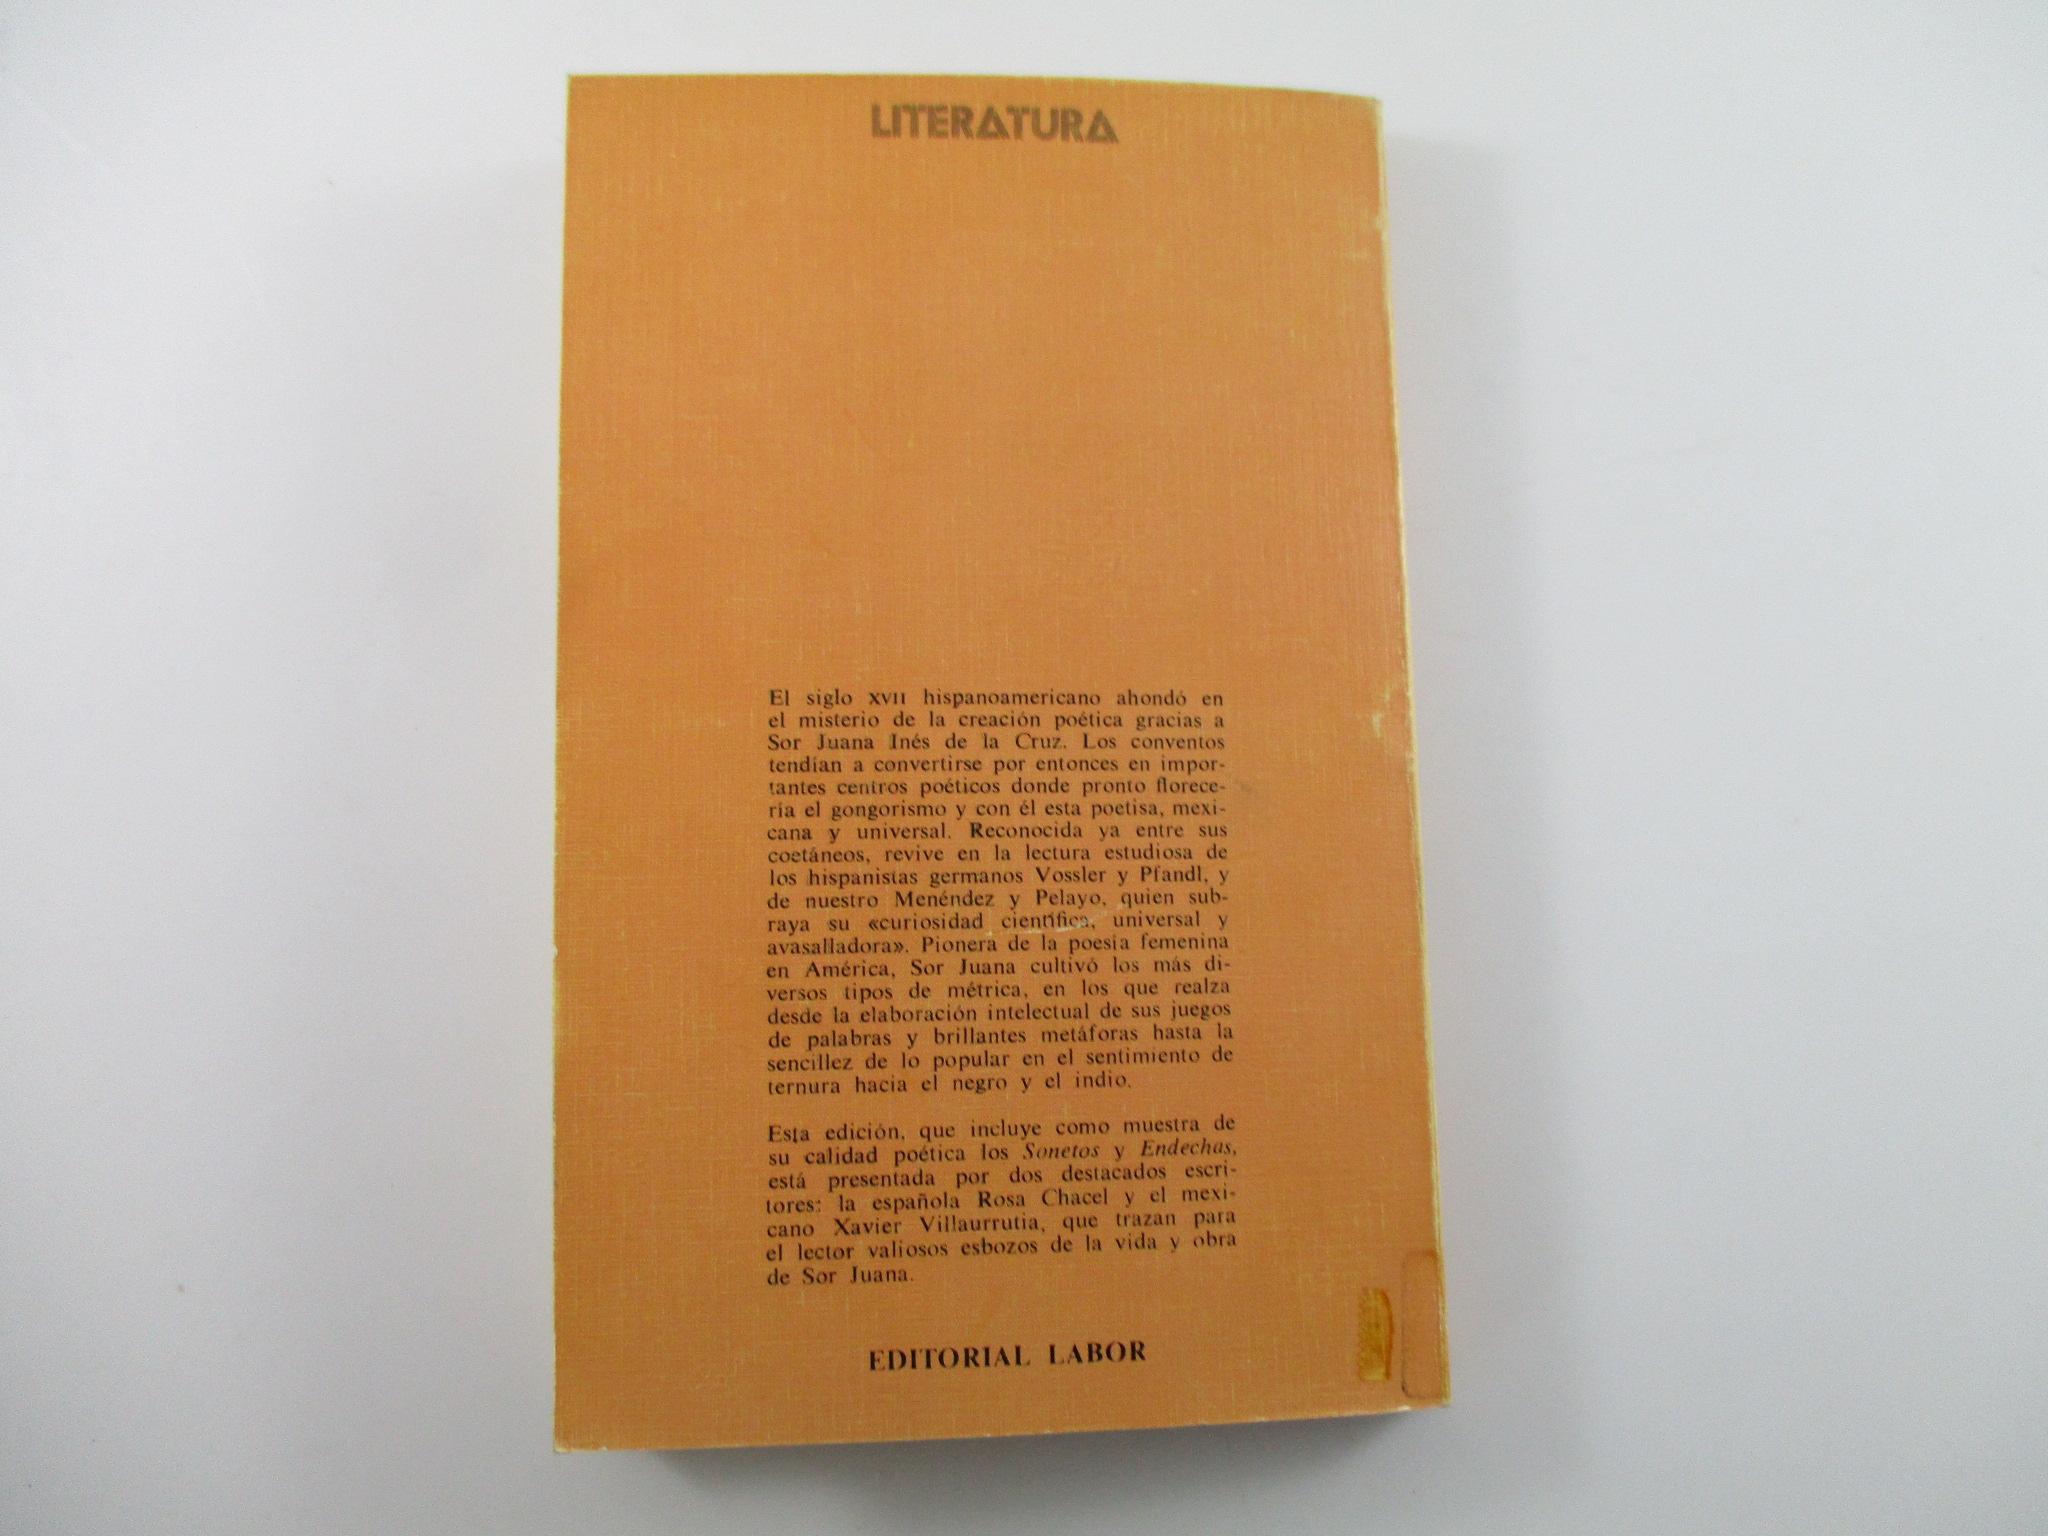 LITERATURA
El siglo XVII hispanoamericano ahondó en
el misterio de la creación poética gracias a
Sor Juana Inés de la Cruz. Los conventos
tendían a convertirse por entonces en impor-
tantes centros poéticos donde pronto florece-
ría el gongorismo y con él esta poetisa, mexi-
cana y universal. Reconocida ya entre sus
coetáneos, revive en la lectura estudiosa de
los hispanistas germanos Vossler y Pfandl, y
de nuestro Menéndez y Pelayo, quien sub-
raya su «curiosidad científica, universal y
avasalladora». Pionera de la poesía femenina
en América, Sor Juana cultivó los más di-
versos tipos de métrica, en los que realza
desde la elaboración intelectual de sus juegos
de palabras y brillantes metáforas hasta la
sencillez de lo popular en el sentimiento de
ternura hacia el negro y el indio.
Esta edición, que incluye como muestra de
su calidad poética los Sonetos y Endechas,
está presentada por dos destacados escri-
tores: la española Rosa Chacel y el mexi-
cano Xavier Villaurrutia, que trazan para
el lector valiosos esbozos de la vida y obra
de Sor Juana.
EDITORIAL LABOR